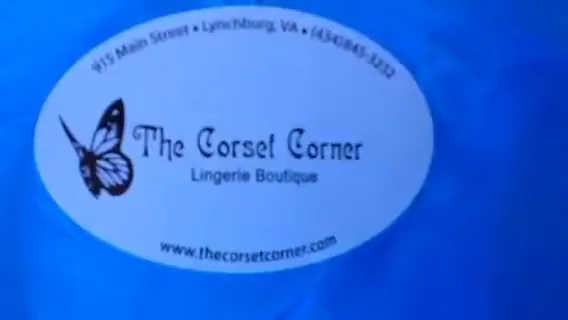 915 Main Street • Lynchburg, VA • (434)845-3232
The Corset Corner
Lingerie Boutique
www.thecorsetcorner.com